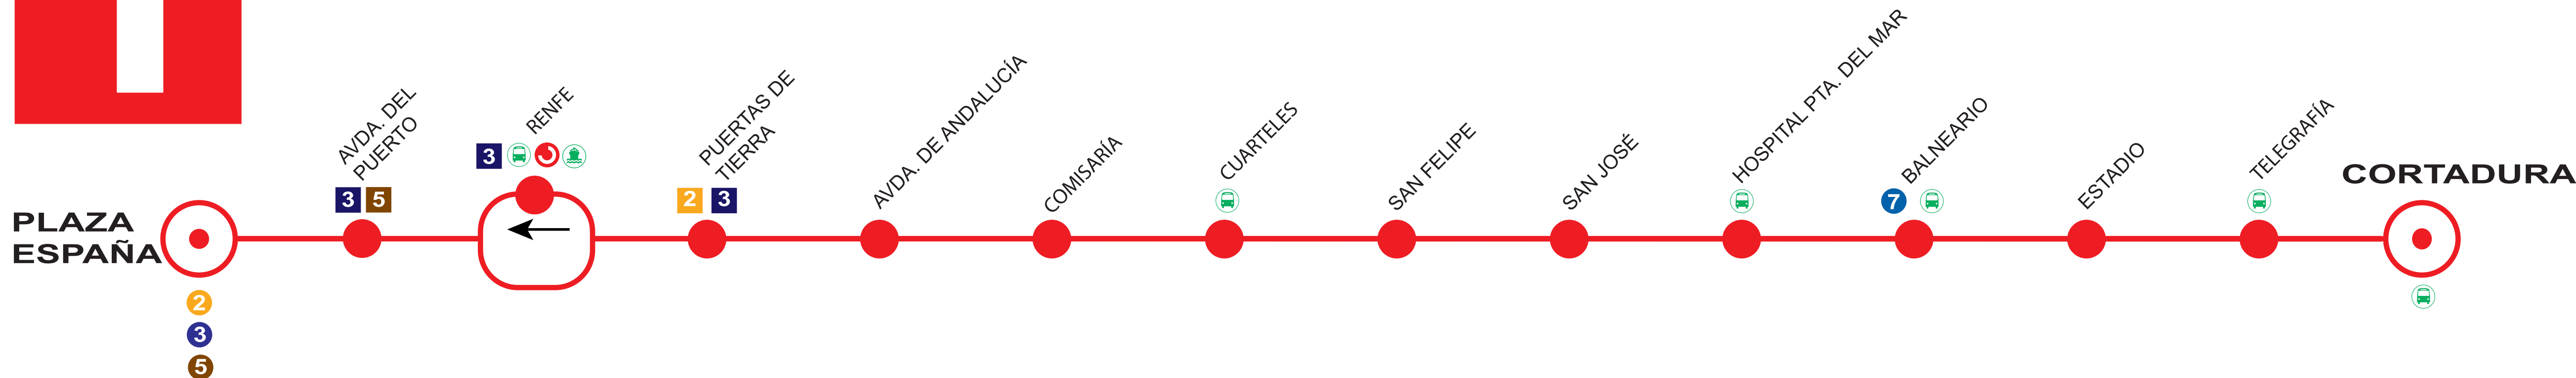 PLAZA
ESPAÑA
2
3
5
AVDA. DEL
PUERTO
3 5
RENFE
3
PUERTAS DE
TIERRA
2 3
AVDA. DE ANDALUCÍA
COMISARÍA
CUARTELES
SAN FELIPE
SAN JOSÉ
HOSPITAL PTA. DEL MAR
BALNEARIO
7
ESTADIO
TELEGRAFÍA
CORTADURA